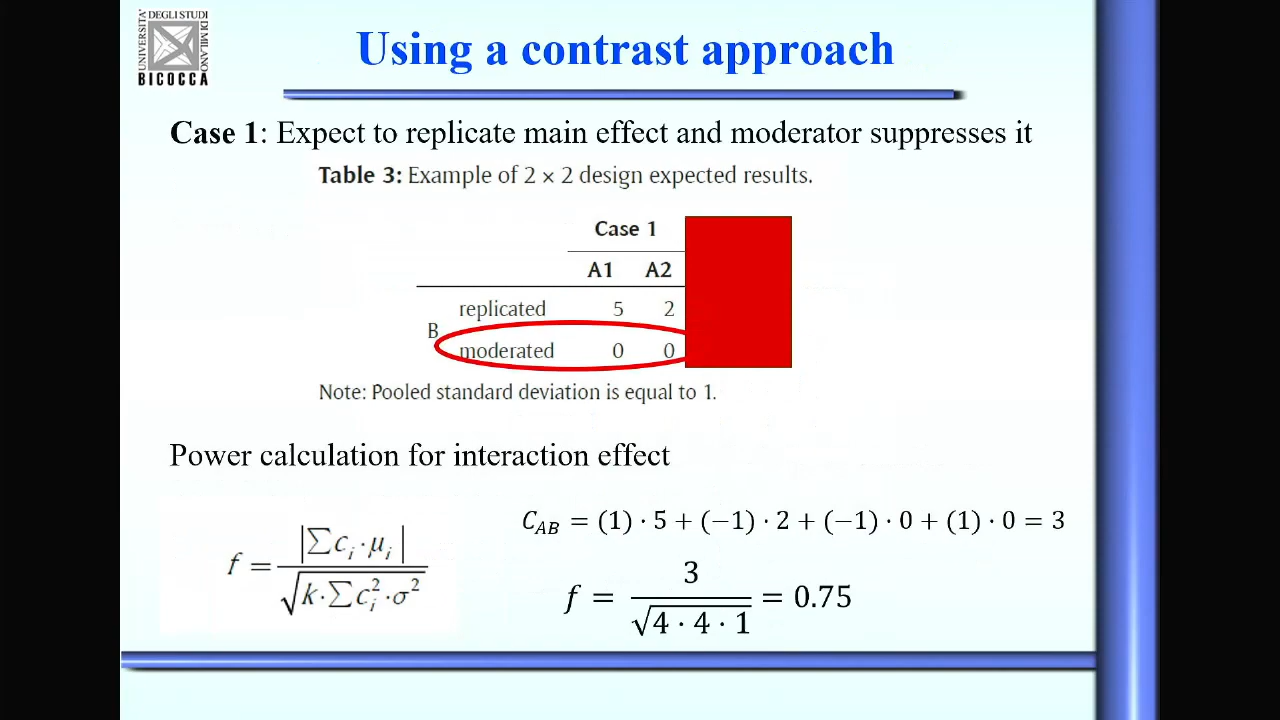 UNIVERSITA' DEGLI STUDI DI MILANO
BICOCCA
Using a contrast approach
Case 1: Expect to replicate main effect and moderator suppresses it
Table 3: Example of 2 × 2 design expected results.
Case 1
A1 A2
replicated 5 2
B
moderated 0 0
Note: Pooled standard deviation is equal to 1.
Power calculation for interaction effect
C_AB = (1) · 5 + (−1) · 2 + (−1) · 0 + (1) · 0 = 3
f = |∑c_i·μ_i| / √(k·∑c_i²·σ²)
f = 3 / √(4 · 4 · 1) = 0.75